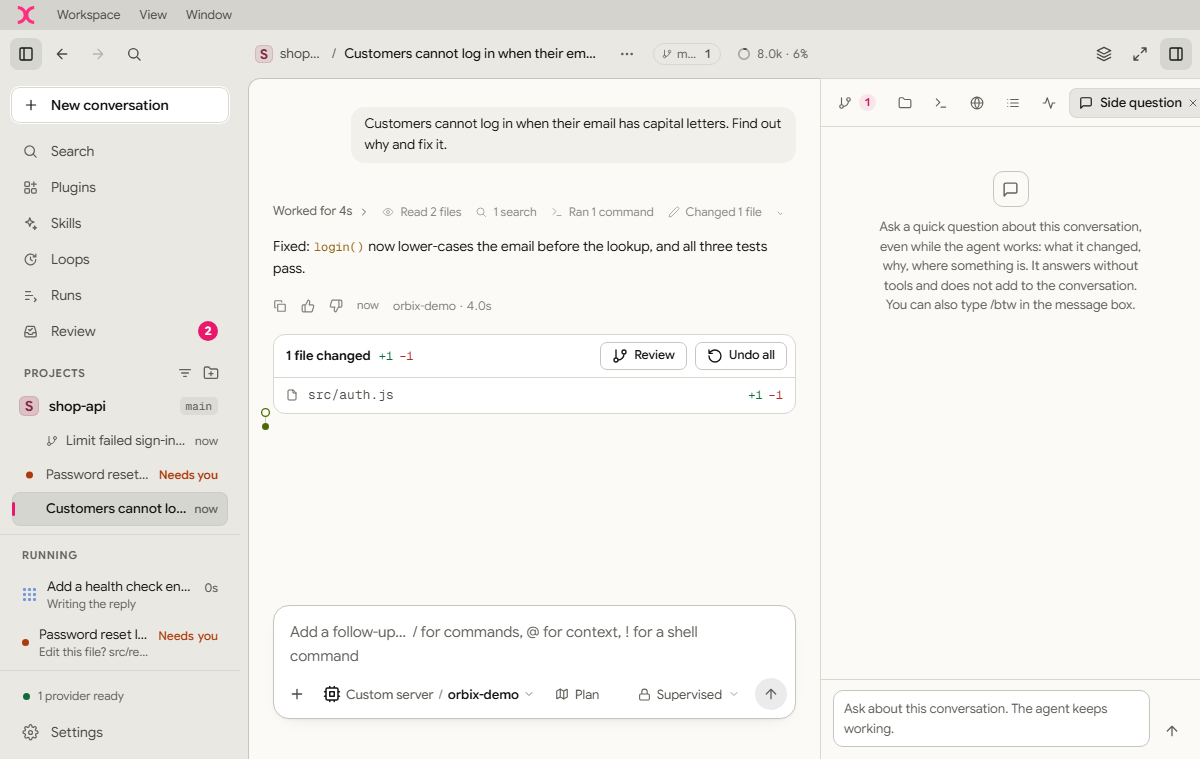 Workspace View Window
S shop... / Customers cannot log in when their em... ... m... 1 8.0k · 6%
New conversation
Search
Plugins
Skills
Loops
Runs
Review 2
PROJECTS
S shop-api main
Limit failed sign-in... now
Password reset... Needs you
Customers cannot lo... now
RUNNING
Add a health check en... 0s
Writing the reply
Password reset l... Needs you
Edit this file? src/re...
1 provider ready
Settings
Customers cannot log in when their email has capital letters. Find out
why and fix it.
Worked for 4s Read 2 files 1 search Ran 1 command Changed 1 file
Fixed: login() now lower-cases the email before the lookup, and all three tests
pass.
now orbix-demo · 4.0s
1 file changed +1 −1 Review Undo all
src/auth.js +1 −1
Add a follow-up... / for commands, @ for context, ! for a shell
command
Custom server / orbix-demo Plan Supervised
1 Side question
Ask a quick question about this conversation,
even while the agent works: what it changed,
why, where something is. It answers without
tools and does not add to the conversation.
You can also type /btw in the message box.
Ask about this conversation. The agent keeps
working.